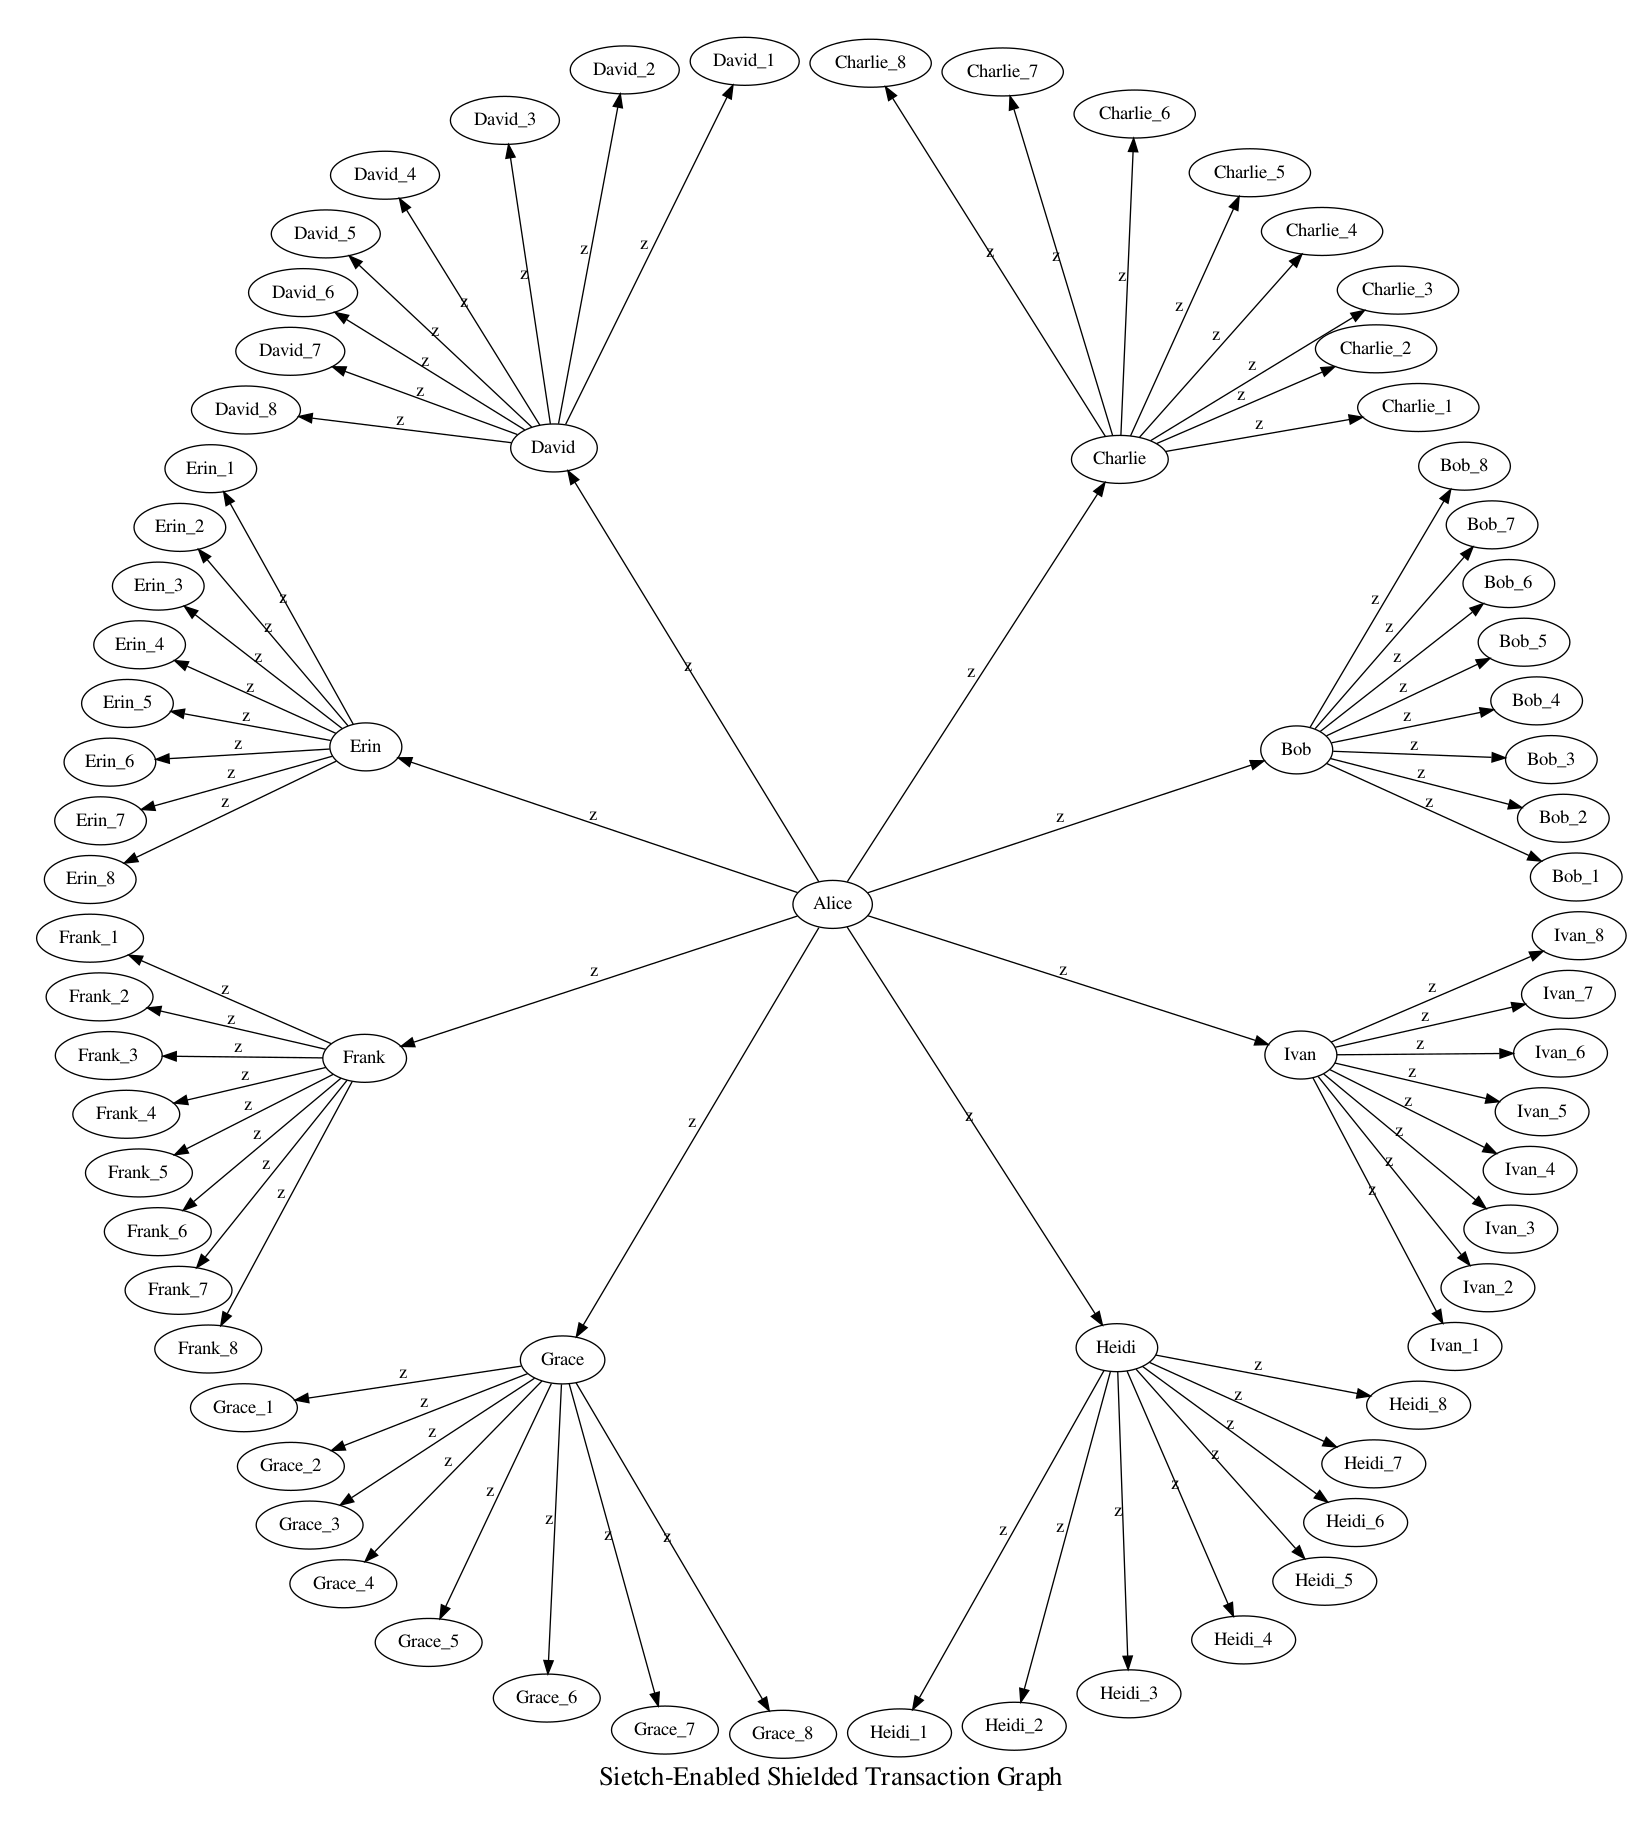 David_1
David_2
Charlie_8
Charlie_7
David_3
Charlie_6
David_4
Charlie_5
David_5
Charlie_4
z
z
z
z
David_6
z
z
Charlie_3
z
z
David_7
z
z
Charlie_2
z
z
z
z
David_8
z
z
Charlie_1
David
Charlie
Erin_1
Bob_8
Erin_2
Bob_7
Erin_3
Bob_6
z
z
z
z
Erin_4
Bob_5
z
z
z
z
z
z
Erin_5
Bob_4
z
z
Erin
z
z
Bob
Erin_6
Bob_3
z
z
z
z
Erin_7
z
z
Bob_2
Erin_8
Bob_1
Alice
Frank_1
Ivan_8
z
z
z
z
Frank_2
Ivan_7
z
z
Frank_3
z
Frank
Ivan
z
Ivan_6
z
z
Frank_4
z
z
Ivan_5
z
z
z
z
z
z
Frank_5
Ivan_4
z
z
Frank_6
Ivan_3
Frank_7
Ivan_2
Frank_8
Grace
Heidi
Ivan_1
z
z
Grace_1
z
z
Heidi_8
z
z
Grace_2
z
z
Heidi_7
z
z
Grace_3
z
z
z
z
z
z
Heidi_6
Grace_4
Heidi_5
Grace_5
Heidi_4
Grace_6
Heidi_3
Grace_7
Grace_8
Heidi_1
Heidi_2
Sietch-Enabled Shielded Transaction Graph